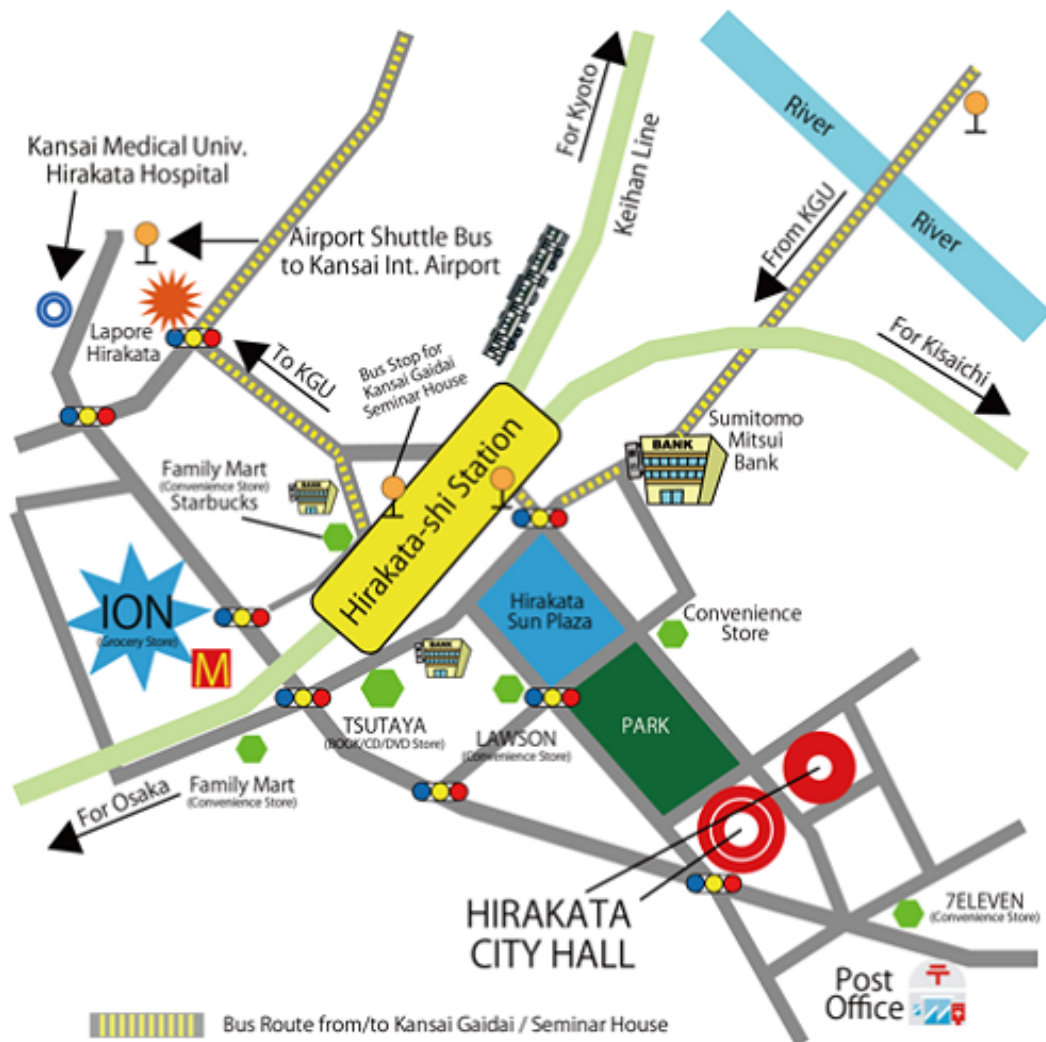 For Kyoto
Keihan Line
River
River
From KGU
For Kisaichi
Kansai Medical Univ.
Hirakata Hospital
Airport Shuttle Bus
to Kansai Int. Airport
Lapore
Hirakata
To KGU
Bus Stop for
Kansai Gaidai
Seminar House
Hirakata-shi Station
BANK
Sumitomo
Mitsui
Bank
Family Mart
(Convenience Store)
Starbucks
BANK
ION
(Grocery Store)
M
Hirakata
Sun Plaza
Convenience
Store
BANK
TSUTAYA
(BOOK/CD/DVD Store)
LAWSON
(Convenience Store)
PARK
Family Mart
(Convenience Store)
For Osaka
HIRAKATA
CITY HALL
7ELEVEN
(Convenience Store)
Post
Office
Bus Route from/to Kansai Gaidai / Seminar House